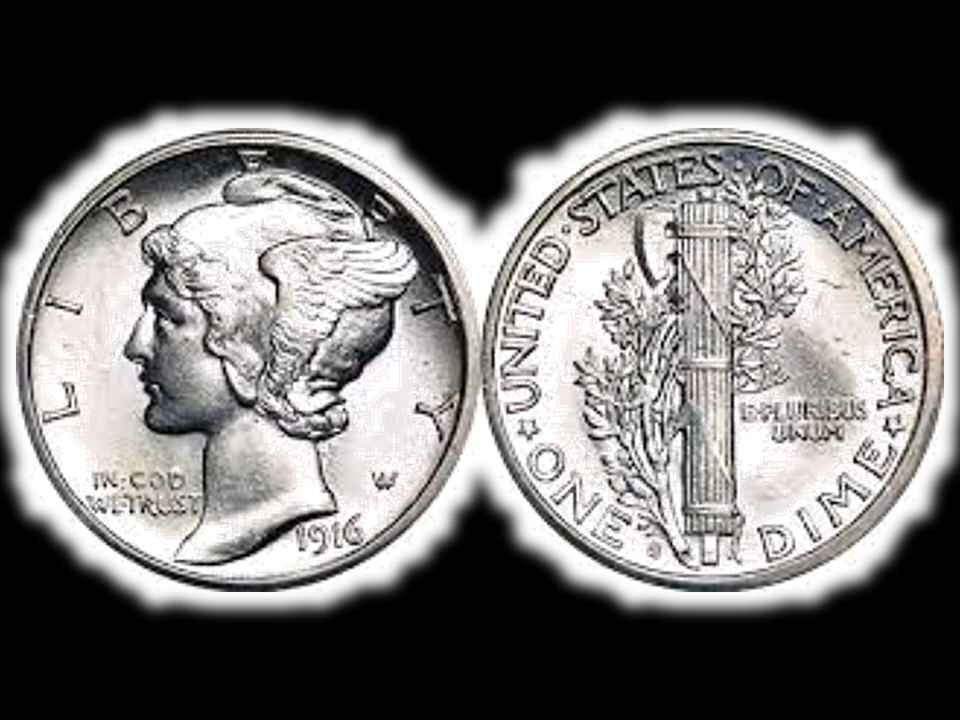 LIBERTY
IN·GOD
WE TRUST
W
1916
UNITED·STATES·OF·AMERICA
E·PLURIBUS
UNUM
ONE DIME